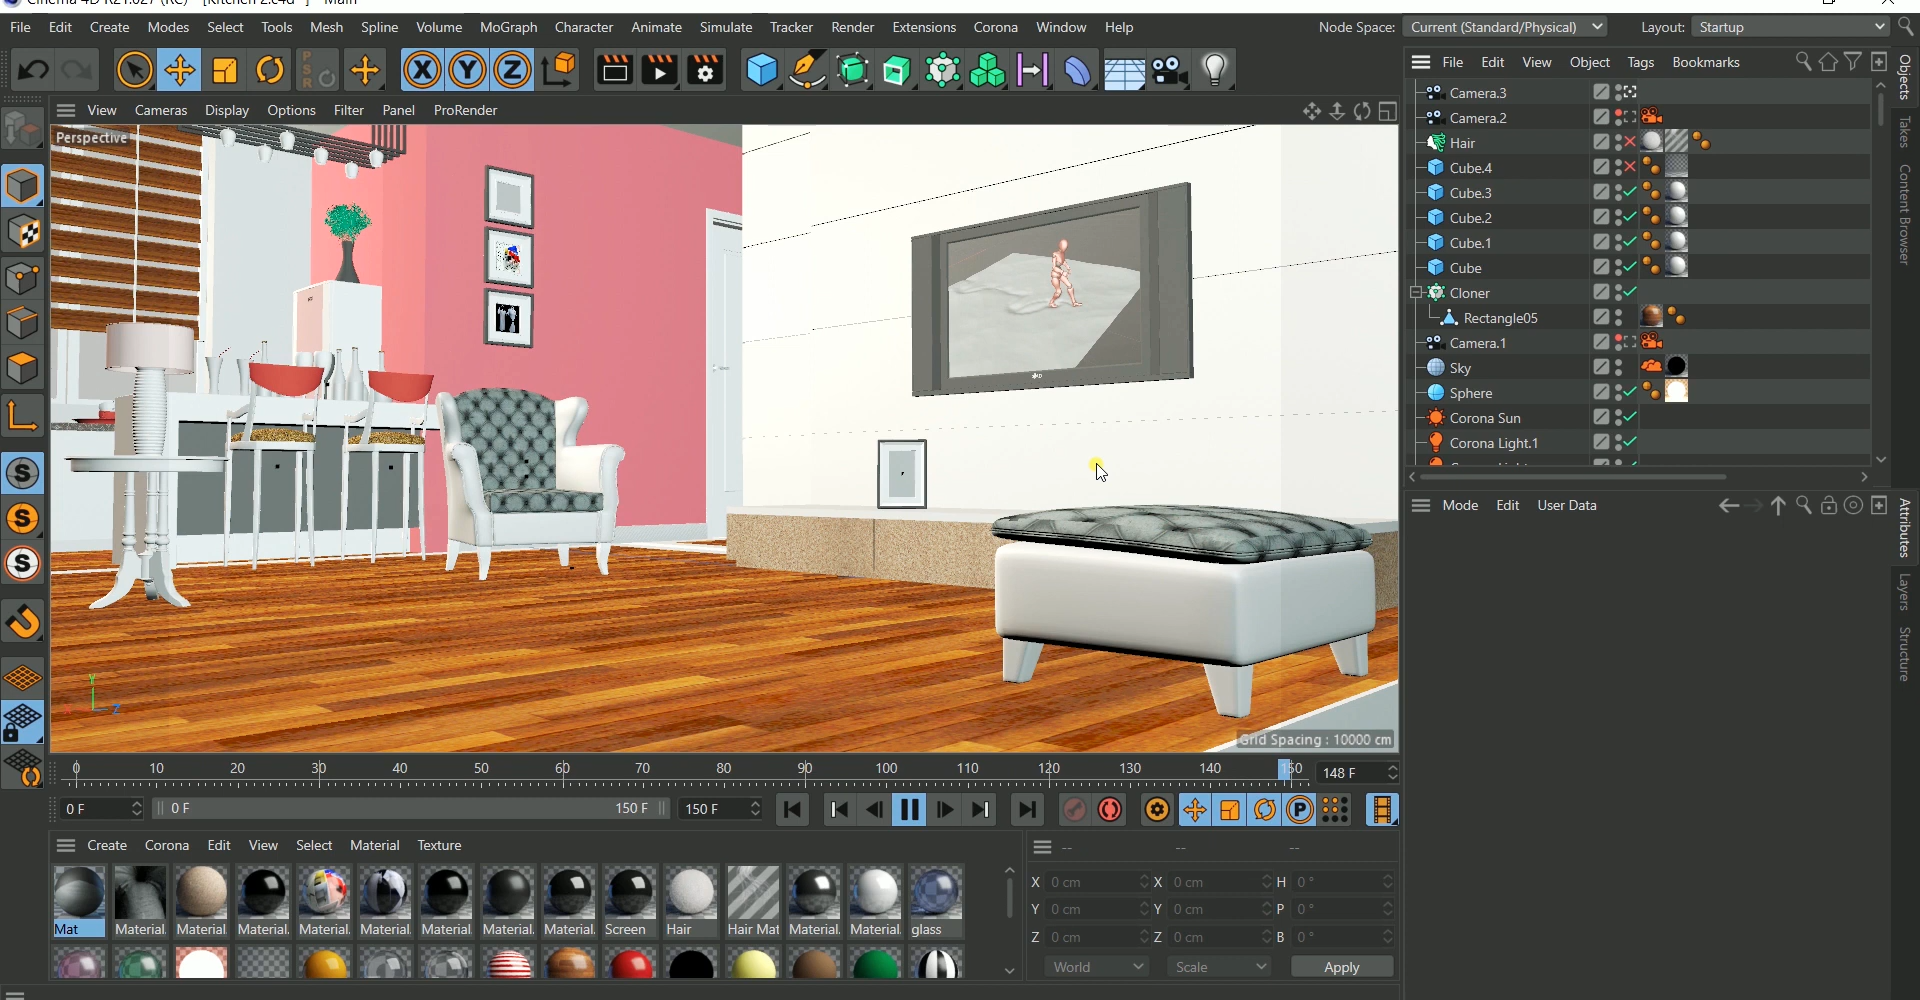 Cinema 4D R21.027 (RC) - [Kitchen 2.c4d *] - Main
File Edit Create Modes Select Tools Mesh Spline Volume MoGraph Character Animate Simulate Tracker Render Extensions Corona Window Help Node Space: Current (Standard/Physical) Layout: Startup
P S R X Y Z
File Edit View Object Tags Bookmarks
View Cameras Display Options Filter Panel ProRender
Perspective
Camera.3
Camera.2
Hair
Cube.4
Cube.3
Cube.2
Cube.1
Cube
Cloner
Rectangle05
Camera.1
Sky
Sphere
Corona Sun
Corona Light.1
Objects
Takes
Content Browser
Mode Edit User Data
Attributes
Layers
Structure
S
S
S
Y
Z
Grid Spacing : 10000 cm
0 10 20 30 40 50 60 70 80 90 100 110 120 130 140 150 148 F
0 F 0 F 150 F 150 F P
Create Corona Edit View Select Material Texture
-- -- --
Mat Material. Material. Material. Material. Material. Material. Material. Material. Screen Hair Hair Mat Material. Material. glass
X 0 cm X 0 cm H 0 °
Y 0 cm Y 0 cm P 0 °
Z 0 cm Z 0 cm B 0 °
World Scale Apply